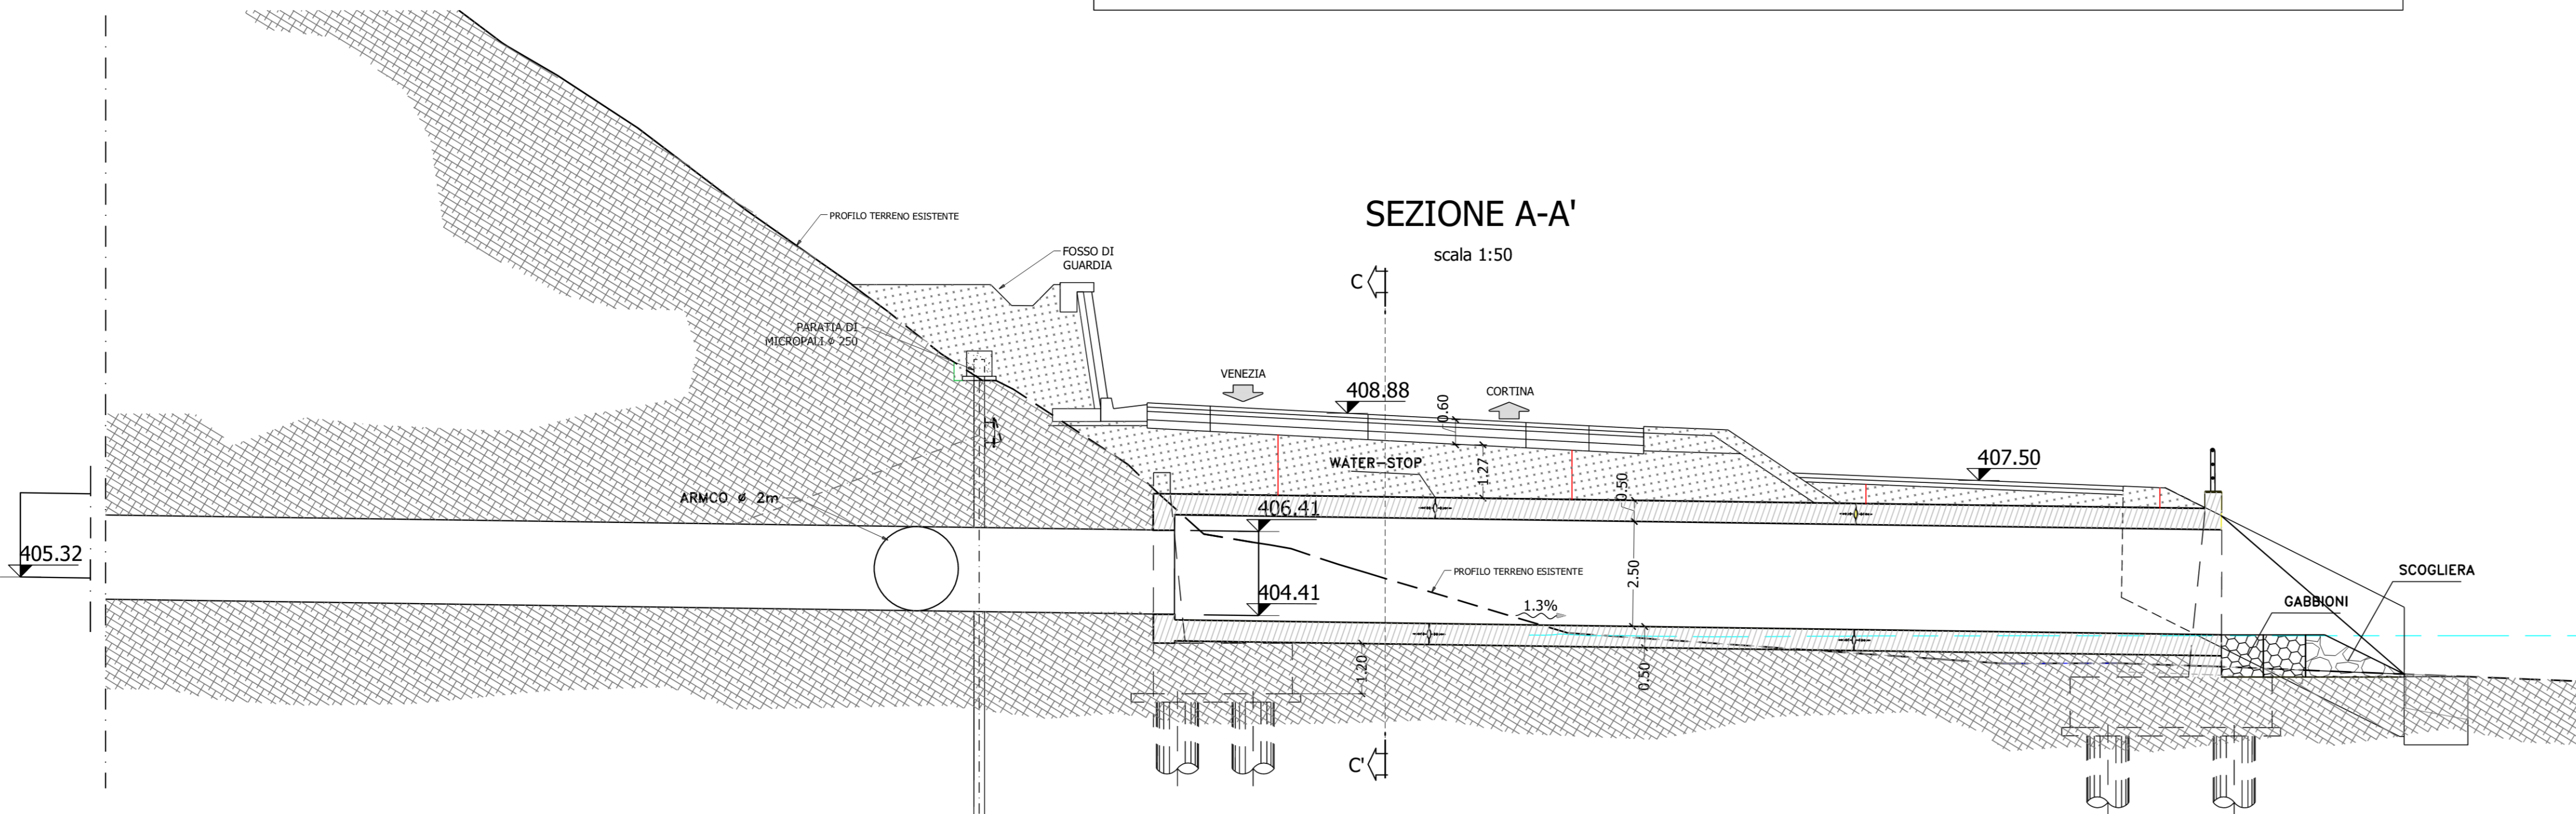 SEZIONE A-A'
scala 1:50
PROFILO TERRENO ESISTENTE
FOSSO DI
GUARDIA
C
PARATIA DI
MICROPALI ø 250
VENEZIA
408.88
CORTINA
0.60
WATER-STOP
1.27
407.50
ARMCO ø 2m
0.50
406.41
405.32
2.50
PROFILO TERRENO ESISTENTE
SCOGLIERA
404.41
1.3%
GABBIONI
1.20
0.50
C'